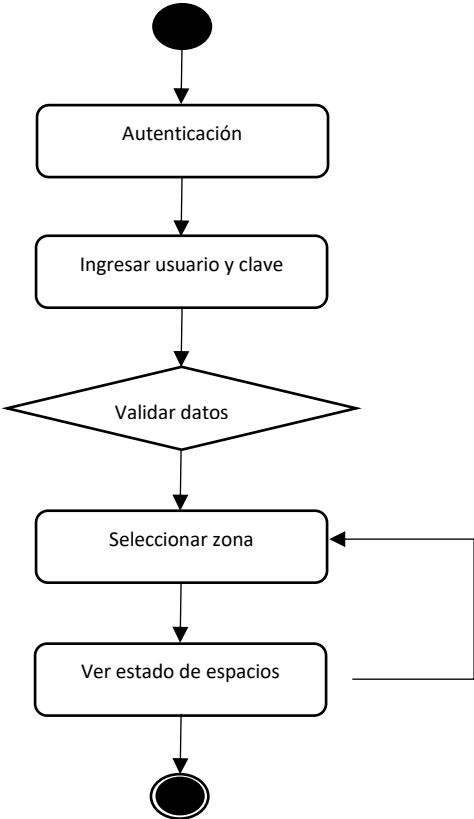 Autenticación
Ingresar usuario y clave
Validar datos
Seleccionar zona
Ver estado de espacios